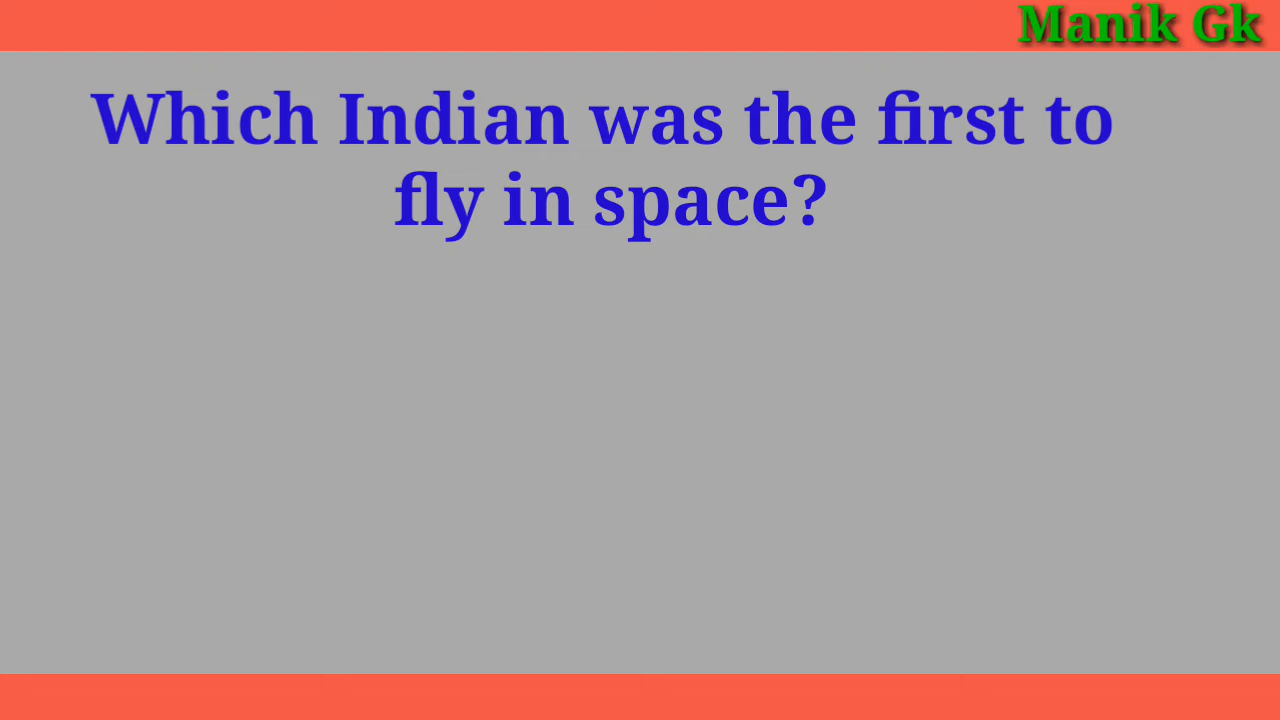 Manik Gk
Which Indian was the first to
fly in space?